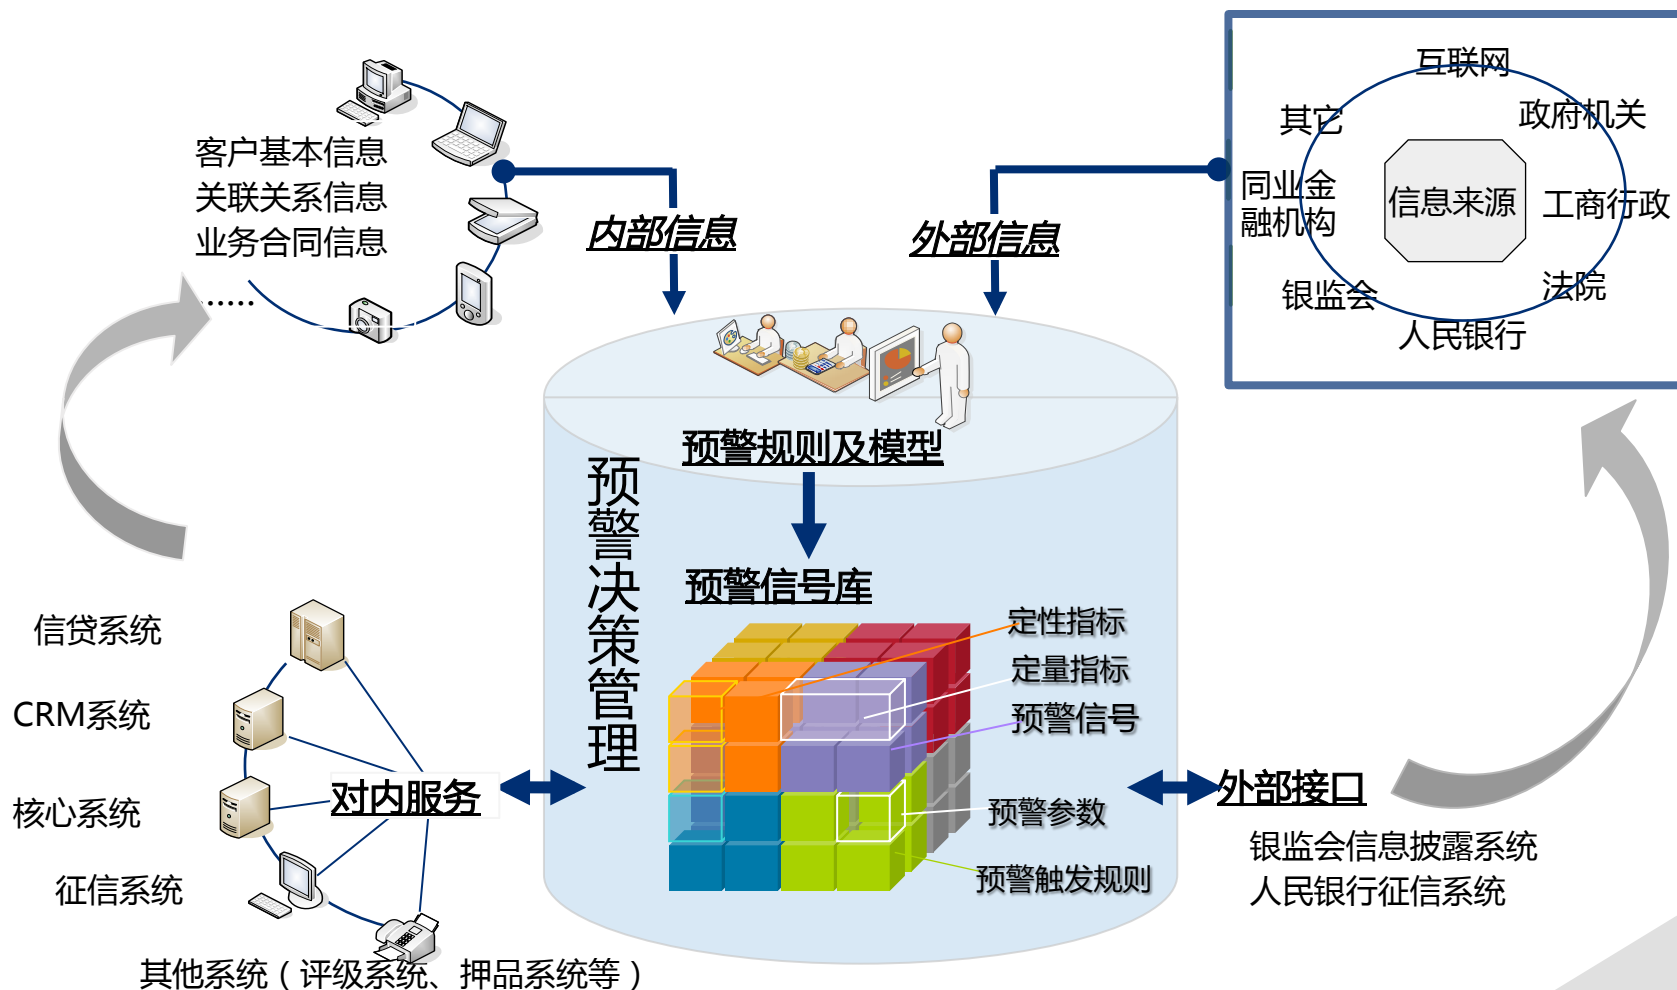 客户基本信息
关联关系信息
业务合同信息
......
内部信息
外部信息
互联网
其它
政府机关
同业金
融机构
信息来源
工商行政
银监会
法院
人民银行
预警规则及模型
预警决策管理
预警信号库
定性指标
定量指标
预警信号
预警参数
预警触发规则
信贷系统
CRM系统
核心系统
征信系统
其他系统（评级系统、押品系统等）
对内服务
外部接口
银监会信息披露系统
人民银行征信系统